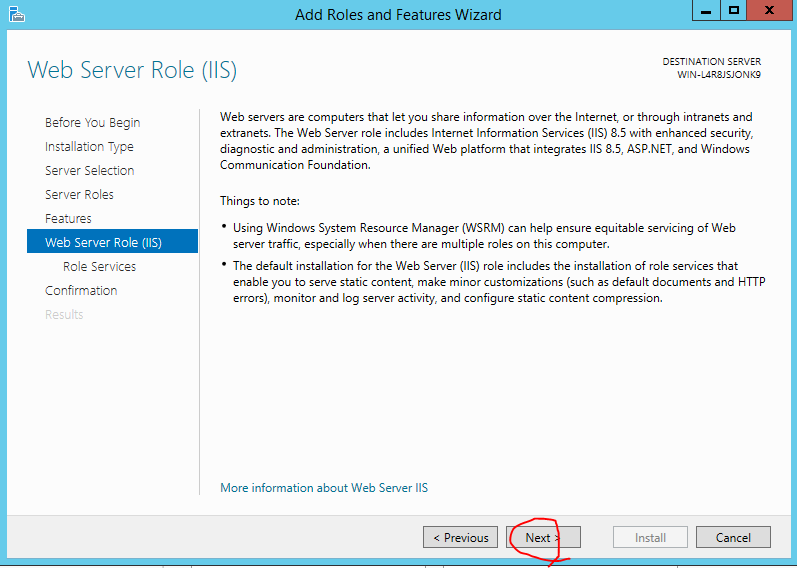 Add Roles and Features Wizard
Web Server Role (IIS)
DESTINATION SERVER
WIN-L4R8JSJONK9
Before You Begin
Installation Type
Server Selection
Server Roles
Features
Web Server Role (IIS)
Role Services
Confirmation
Results
Web servers are computers that let you share information over the Internet, or through intranets and
extranets. The Web Server role includes Internet Information Services (IIS) 8.5 with enhanced security,
diagnostic and administration, a unified Web platform that integrates IIS 8.5, ASP.NET, and Windows
Communication Foundation.
Things to note:
• Using Windows System Resource Manager (WSRM) can help ensure equitable servicing of Web
server traffic, especially when there are multiple roles on this computer.
• The default installation for the Web Server (IIS) role includes the installation of role services that
enable you to serve static content, make minor customizations (such as default documents and HTTP
errors), monitor and log server activity, and configure static content compression.
More information about Web Server IIS
< Previous
Next >
Install
Cancel